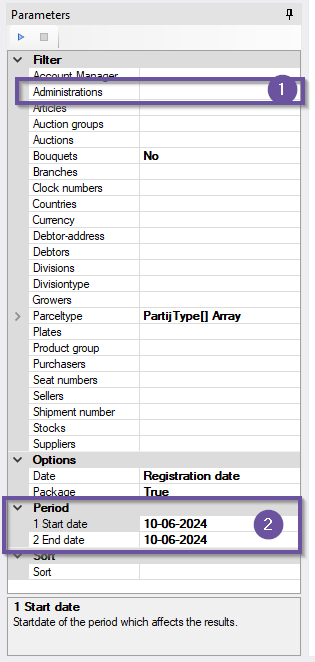 Parameters
Filter
Account Manager
Administrations 1
Articles
Auction groups
Auctions
Bouquets No
Branches
Clock numbers
Countries
Currency
Debtor-address
Debtors
Divisions
Divisiontype
Growers
Parceltype PartijType[] Array
Plates
Product group
Purchasers
Seat numbers
Sellers
Shipment number
Stocks
Suppliers
Options
Date Registration date
Package True
Period
1 Start date 10-06-2024 2
2 End date 10-06-2024
Sort
Sort
1 Start date
Startdate of the period which affects the results.